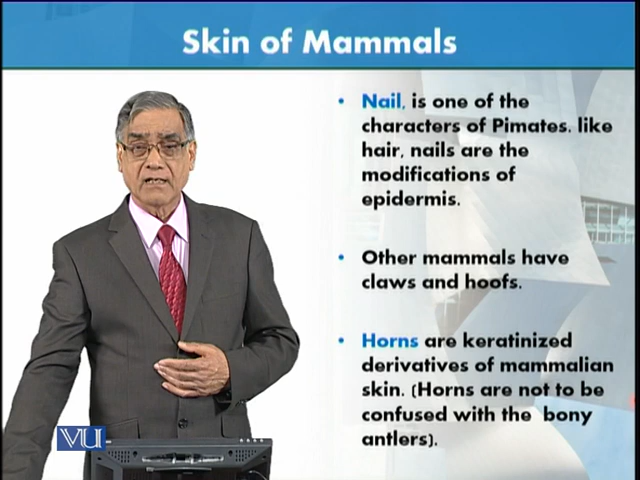 Skin of Mammals
• Nail, is one of the
characters of Pimates. like
hair, nails are the
modifications of
epidermis.
• Other mammals have
claws and hoofs.
• Horns are keratinized
derivatives of mammalian
skin. (Horns are not to be
confused with the bony
antlers).
VU